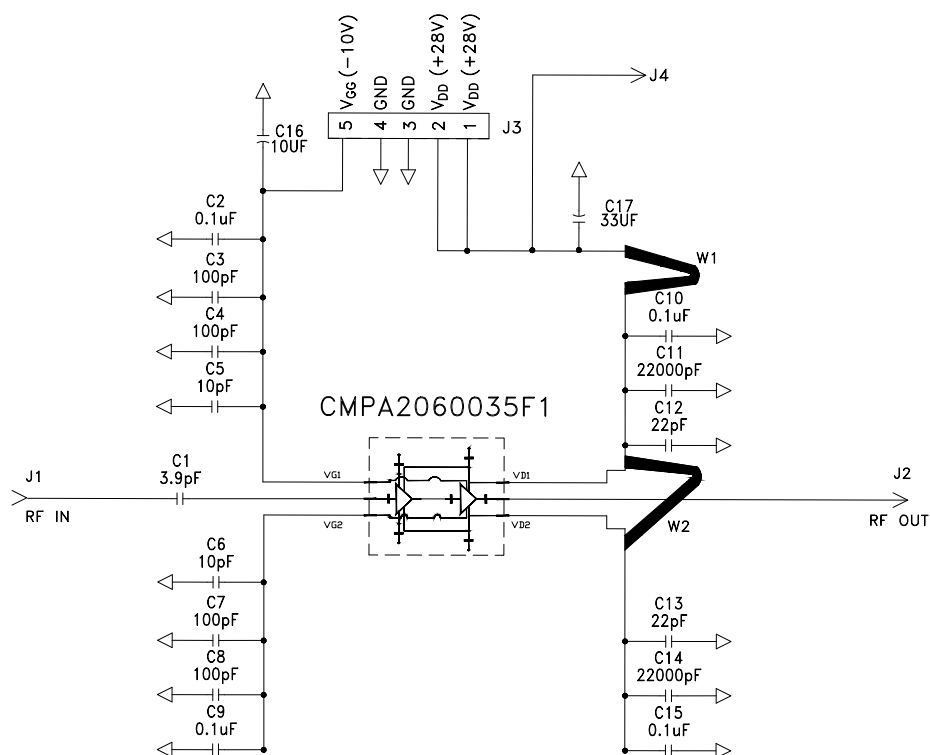 VGG (-10V)
GND
GND
VDD (+28V)
VDD (+28V)
5
4
3
2
1
J3
J4
C16
10UF
C2
0.1uF
C3
100pF
C4
100pF
C5
10pF
C17
33UF
W1
C10
0.1uF
C11
22000pF
C12
22pF
CMPA2060035F1
J1
RF IN
C1
3.9pF
VG1
VG2
VD1
VD2
W2
J2
RF OUT
C6
10pF
C7
100pF
C8
100pF
C9
0.1uF
C13
22pF
C14
22000pF
C15
0.1uF